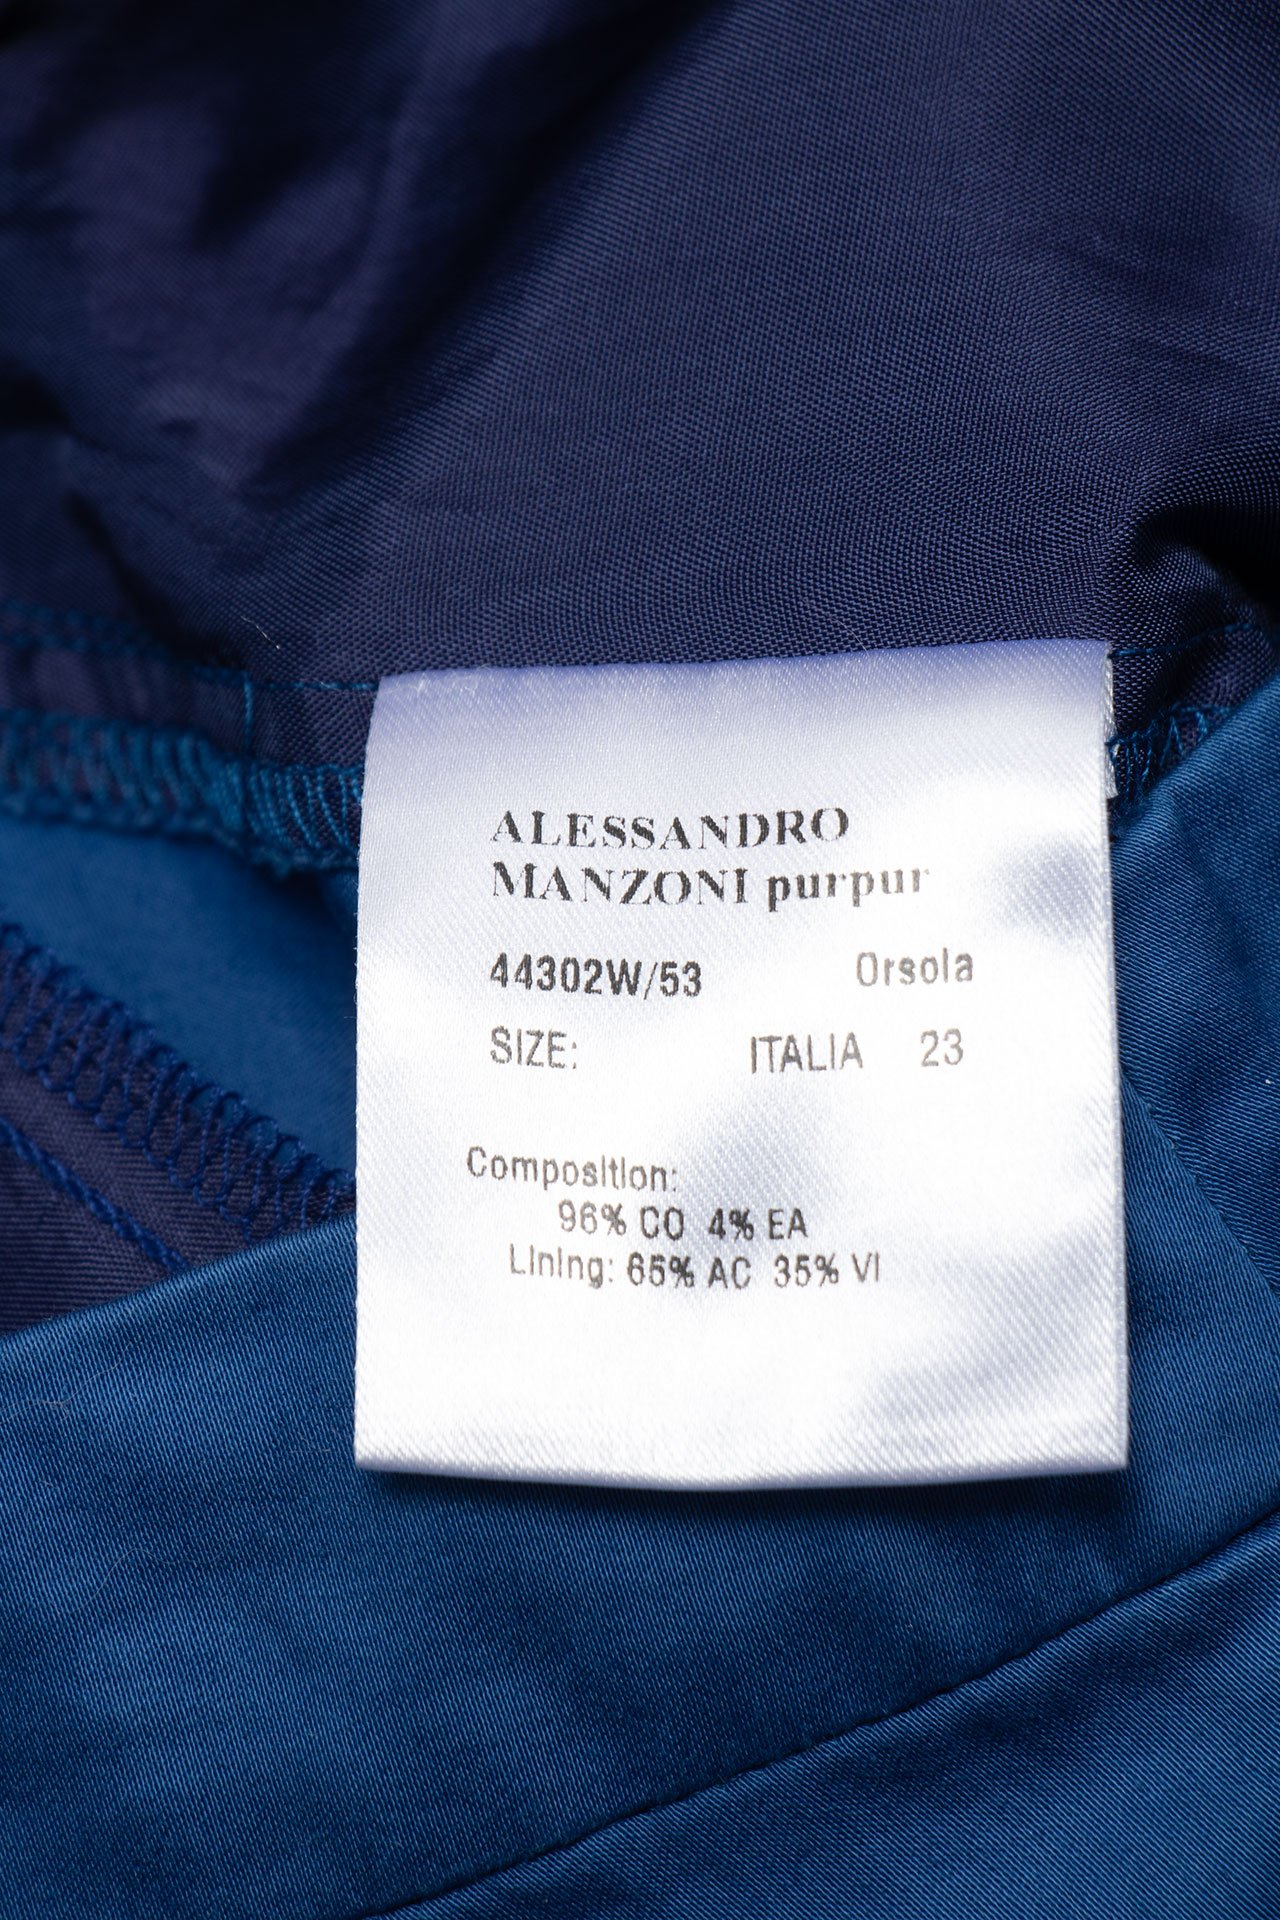 ALESSANDRO
MANZONI purpur
44302W/53 Orsola
SIZE: ITALIA 23
Composition:
96% CO 4% EA
Lining: 65% AC 35% VI